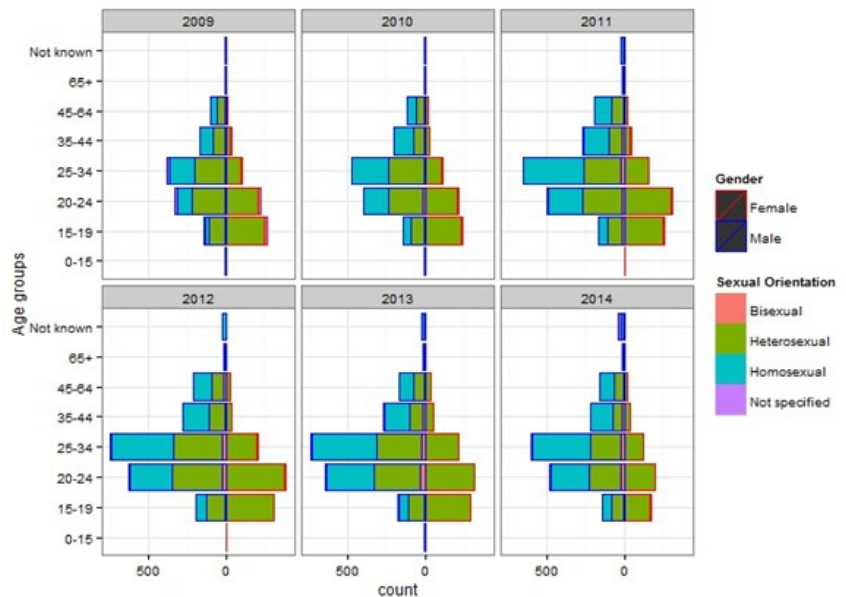 2009 2010 2011
Not known
65+
45-64
35-44
25-34
20-24
15-19
0-15
Age groups
2012 2013 2014
Not known
65+
45-64
35-44
25-34
20-24
15-19
0-15
500 0 500 0 500 0
count
Gender
Female
Male
Sexual Orientation
Bisexual
Heterosexual
Homosexual
Not specified